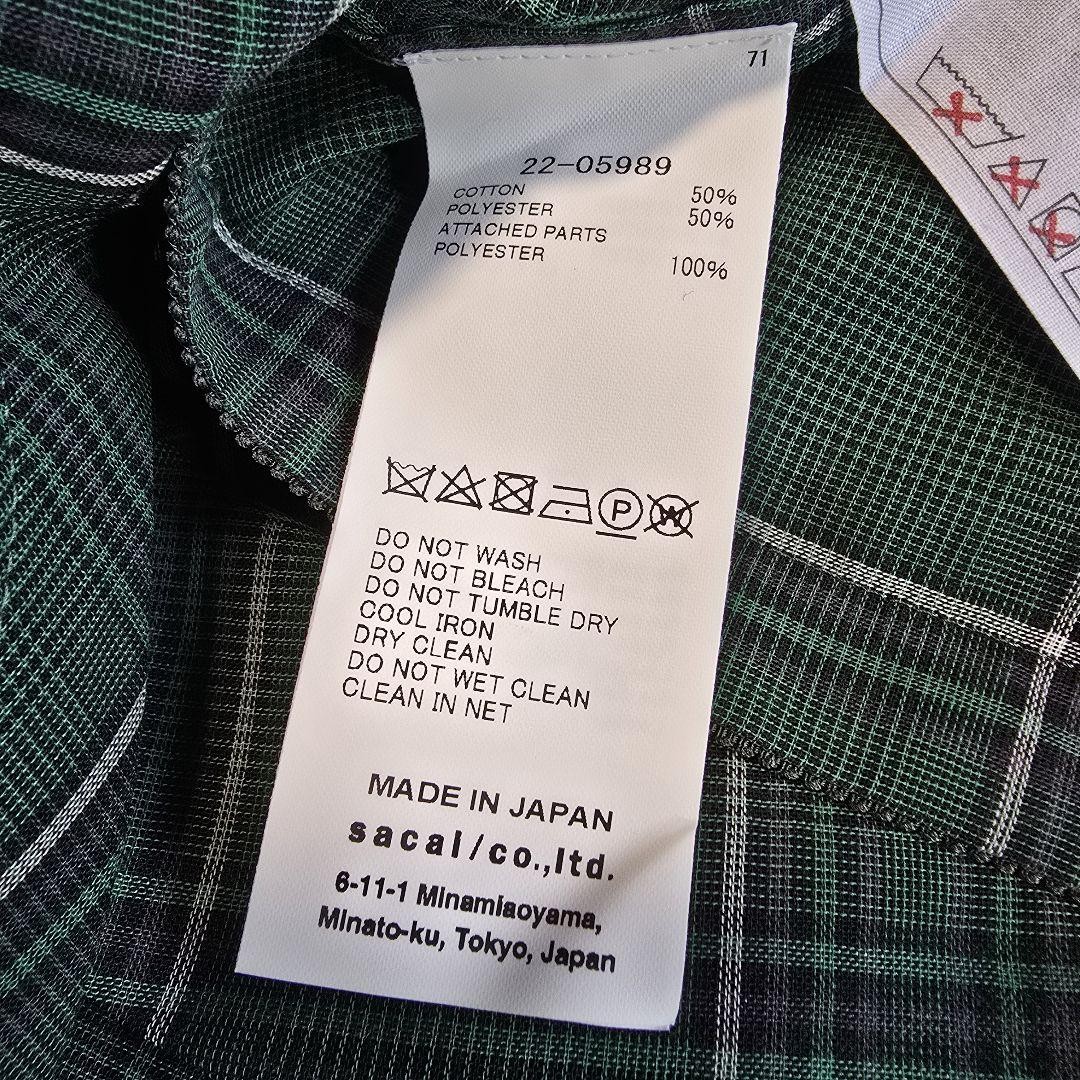 71
22-05989
COTTON 50%
POLYESTER 50%
ATTACHED PARTS
POLYESTER 100%
P W
DO NOT WASH
DO NOT BLEACH
DO NOT TUMBLE DRY
COOL IRON
DRY CLEAN
DO NOT WET CLEAN
CLEAN IN NET
MADE IN JAPAN
sacai/co.,ltd.
6-11-1 Minamiaoyama,
Minato-ku, Tokyo, Japan